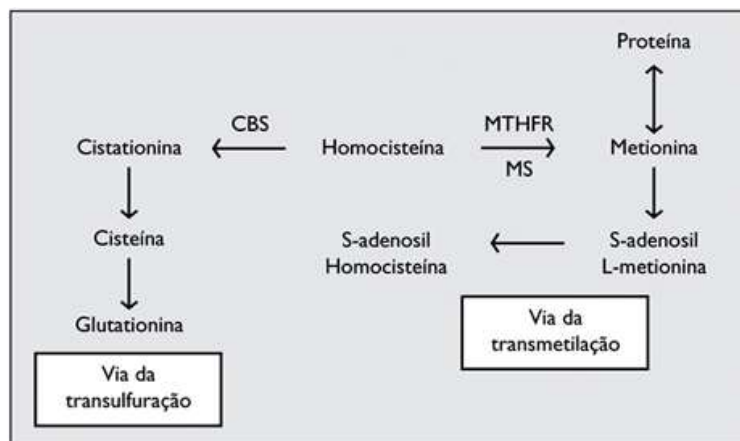 Proteína
CBS
MTHFR
Cistationina
Homocisteína
Metionina
MS
Cisteína
S-adenosil
Homocisteína
S-adenosil
L-metionina
Glutationina
Via da
transmetilação
Via da
transulfuração